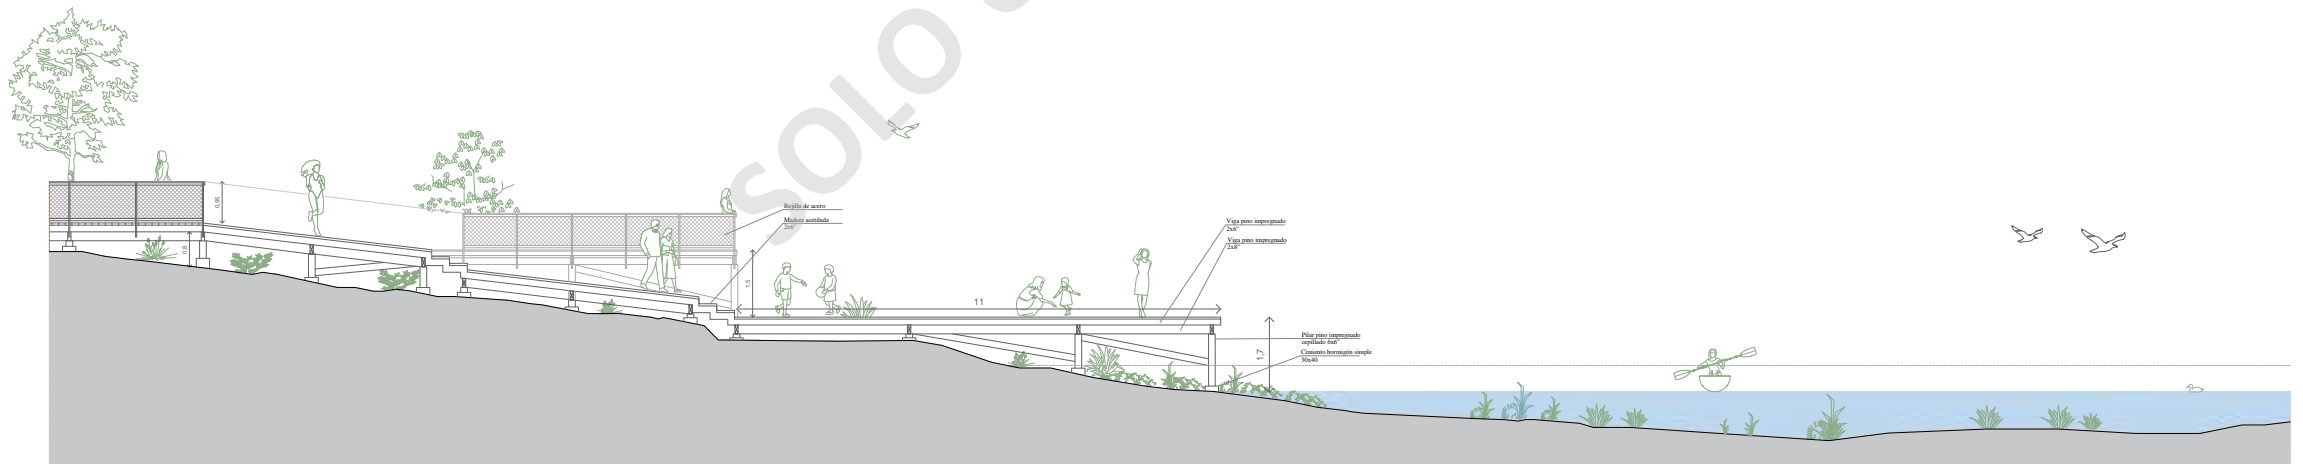 SOLO
0,95
0,8
Rejilla de acero
Madera acetilada
2x6"
1,5
11
Viga pino impregnado
2x6"
Viga pino impregnado
2x8"
1,7
Pilar pino impregnado
cepillado 6x6"
Cimiento hormigón simple
30x40